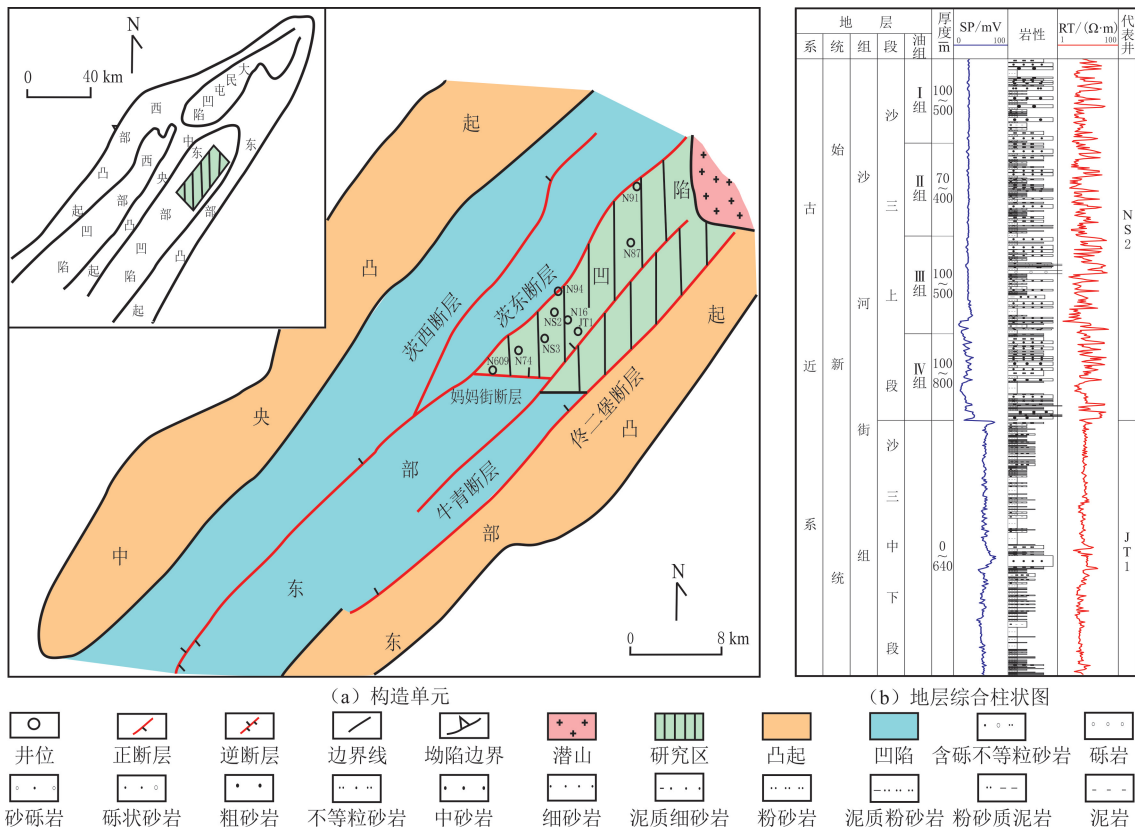 N
0 40 km
大民屯凹陷
西部凸起
西部凹陷
中央凸起
东部凹陷
东部凸起
中央凸起
东部凹陷
东部凸起
茨西断层
茨东断层
妈妈街断层
牛青断层
佟二堡断层
N91
N87
N94
NS2
N16
JT1
NS3
N74
N609
N
0 8 km
(a) 构造单元
地层
系 统 组 段 油组
厚度/m
SP/mV
0 100
岩性
RT/(Ω·m)
1 100
代表井
古近系
始新统
沙河街组
沙三上段
Ⅰ组
100~500
Ⅱ组
70~400
Ⅲ组
100~500
Ⅳ组
100~800
NS2
沙三中下段
0~640
JT1
(b) 地层综合柱状图
井位 正断层 逆断层 边界线 坳陷边界 潜山 研究区 凸起 凹陷 含砾不等粒砂岩 砾岩
砂砾岩 砾状砂岩 粗砂岩 不等粒砂岩 中砂岩 细砂岩 泥质细砂岩 粉砂岩 泥质粉砂岩 粉砂质泥岩 泥岩